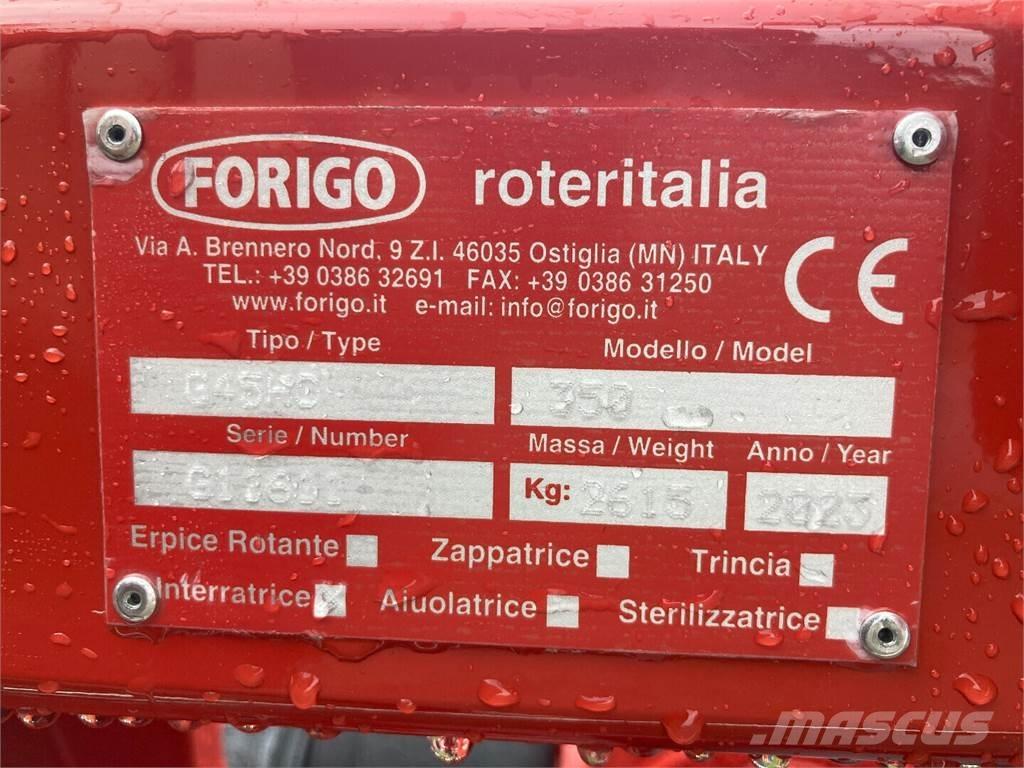 FORIGO roteritalia
Via A. Brennero Nord, 9 Z.I. 46035 Ostiglia (MN) ITALY
TEL.: +39 0386 32691 FAX: +39 0386 31250
www.forigo.it e-mail: info@forigo.it
CE
Tipo / Type Modello / Model
350
Serie / Number Massa / Weight Anno / Year
Kg: 2615 2023
Erpice Rotante Zappatrice Trincia
Interratrice Aiuolatrice Sterilizzatrice
MASCUS